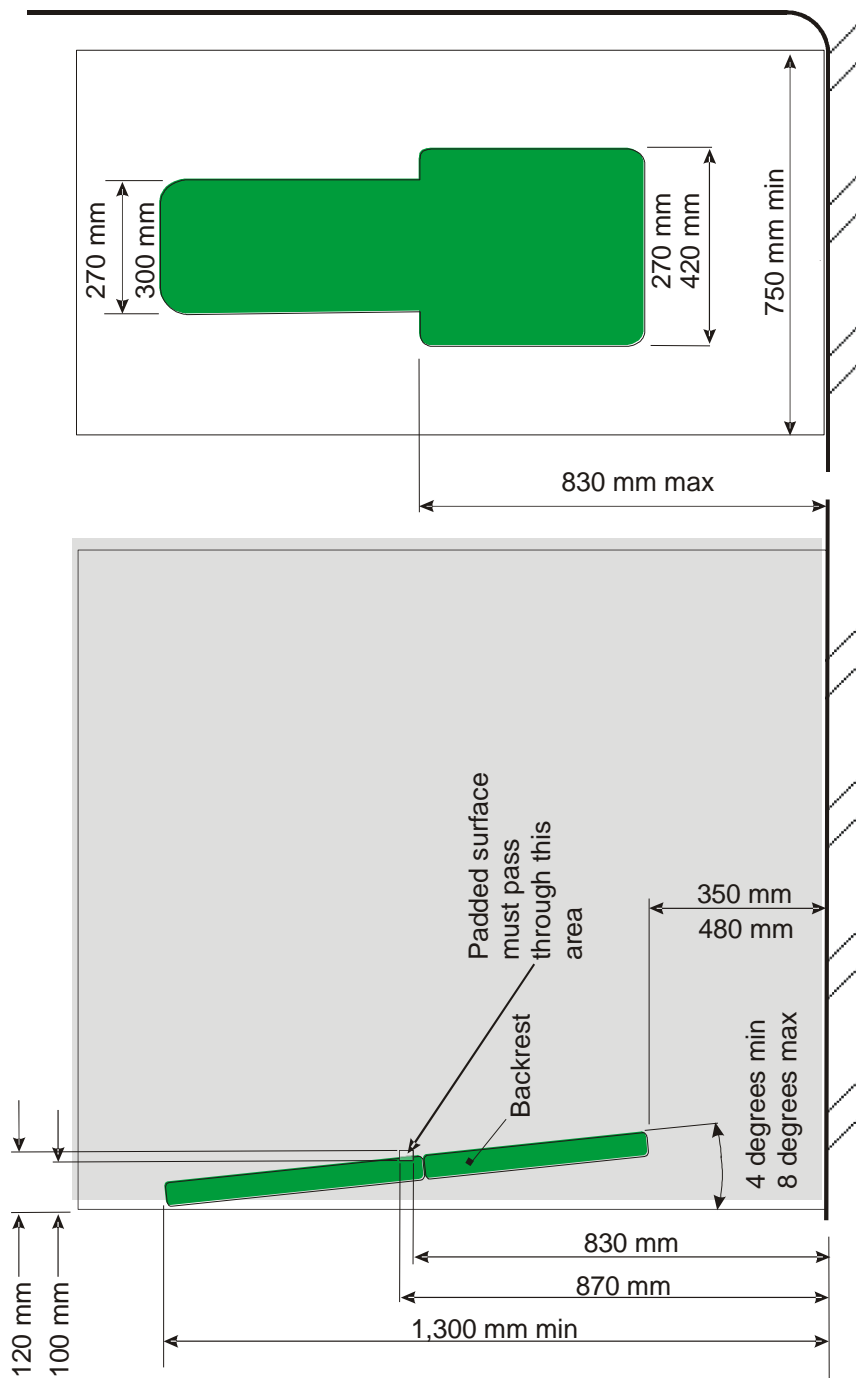 270 mm
300 mm
270 mm
420 mm
750 mm min
830 mm max
Padded surface
must pass
through this
area
Backrest
350 mm
480 mm
4 degrees min
8 degrees max
830 mm
870 mm
1,300 mm min
120 mm
100 mm